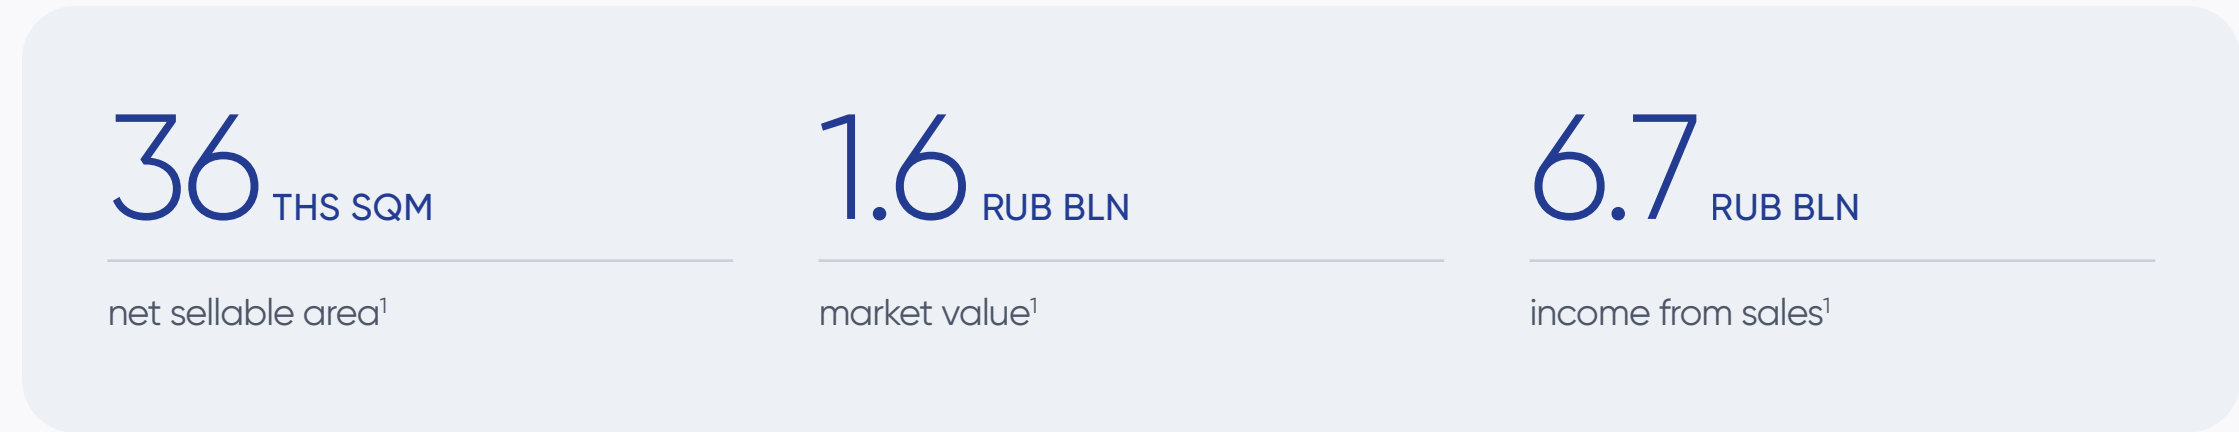 36 THS SQM
net sellable area¹
1.6 RUB BLN
market value¹
6.7 RUB BLN
income from sales¹